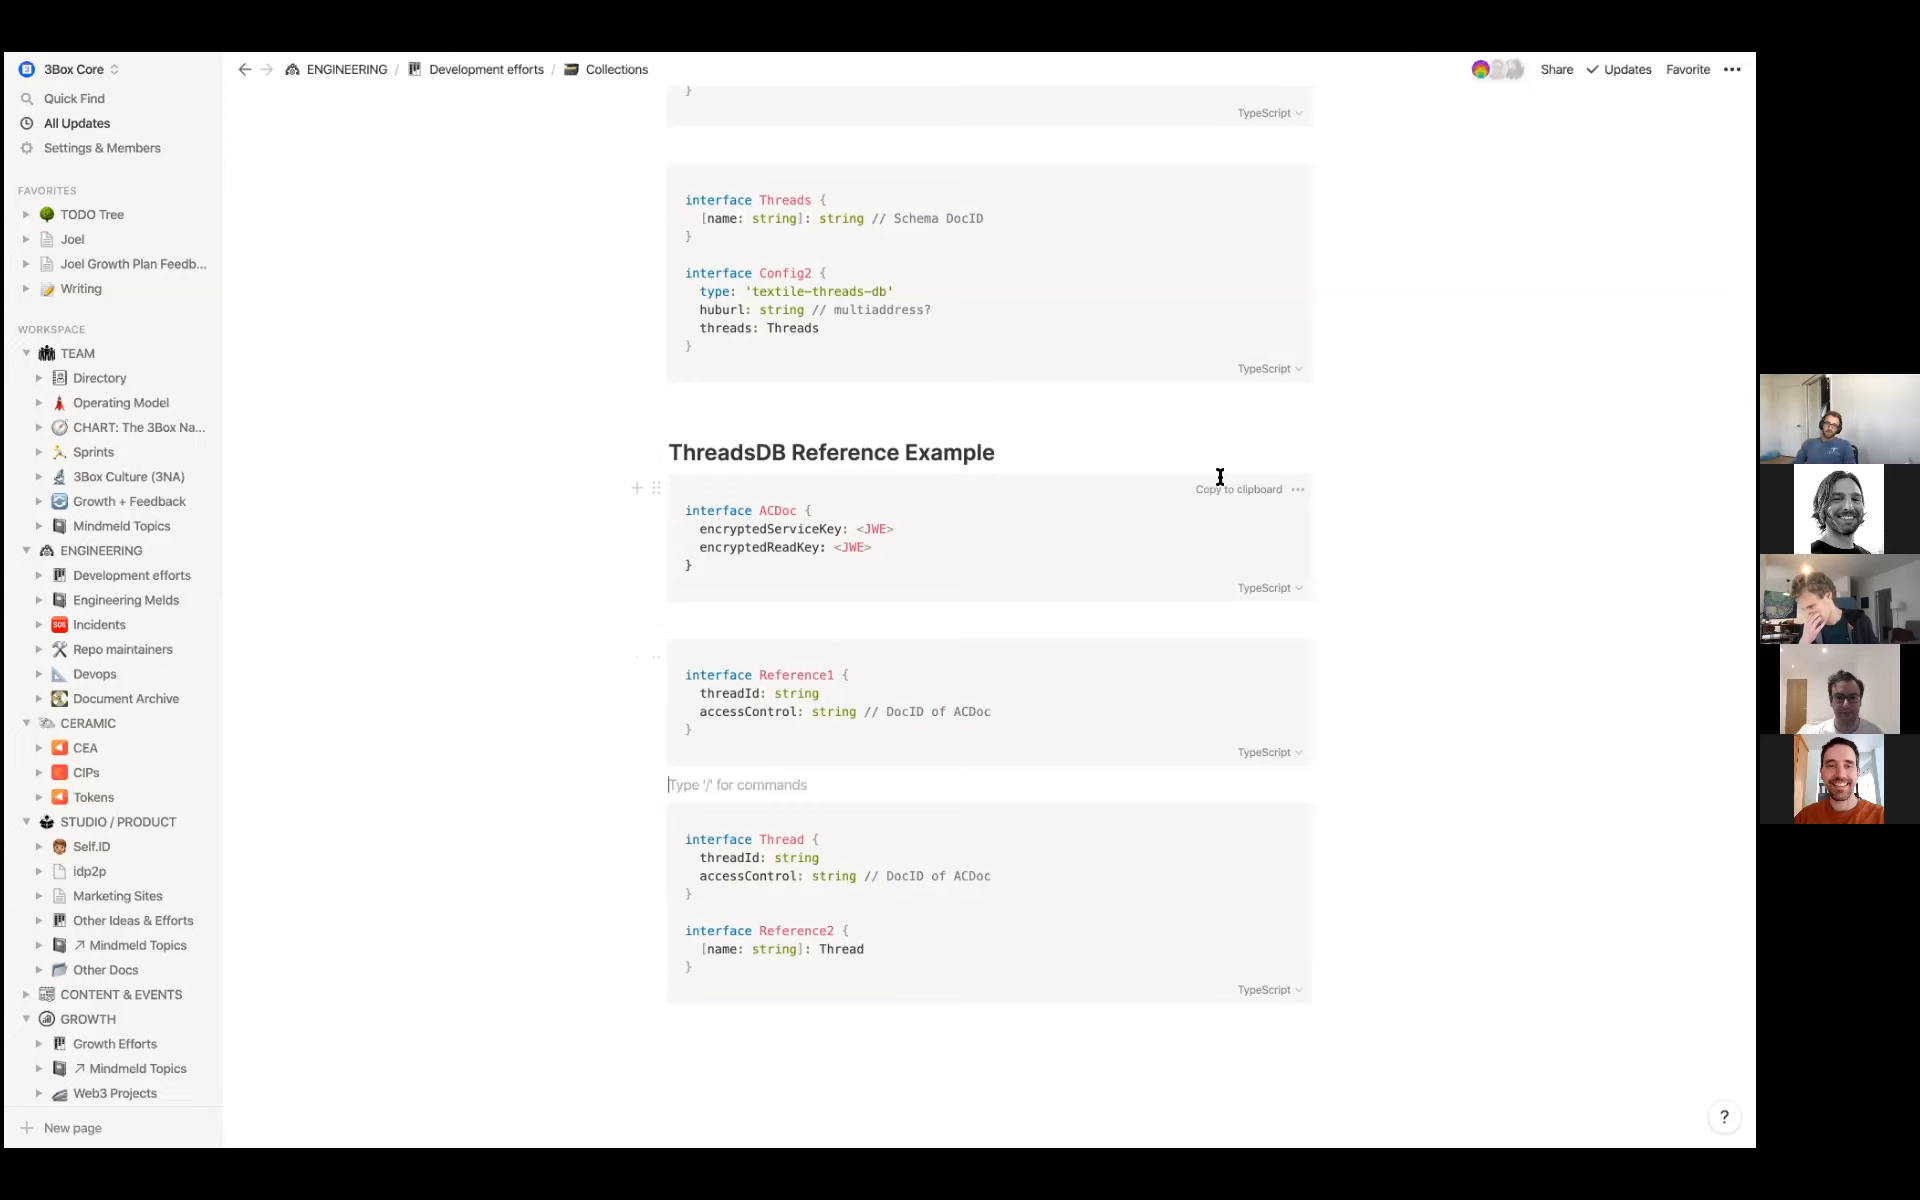 3Box Core
Quick Find
All Updates
Settings & Members
FAVORITES
TODO Tree
Joel
Joel Growth Plan Feedb...
Writing
WORKSPACE
TEAM
Directory
Operating Model
CHART: The 3Box Na...
Sprints
3Box Culture (3NA)
Growth + Feedback
Mindmeld Topics
ENGINEERING
Development efforts
Engineering Melds
SOS Incidents
Repo maintainers
Devops
Document Archive
CERAMIC
CEA
CIPs
Tokens
STUDIO / PRODUCT
Self.ID
idp2p
Marketing Sites
Other Ideas & Efforts
Mindmeld Topics
Other Docs
CONTENT & EVENTS
GROWTH
Growth Efforts
Mindmeld Topics
Web3 Projects
New page
ENGINEERING / Development efforts / Collections
Share Updates Favorite
}
TypeScript
interface Threads {
[name: string]: string // Schema DocID
}
interface Config2 {
type: 'textile-threads-db'
huburl: string // multiaddress?
threads: Threads
}
TypeScript
ThreadsDB Reference Example
Copy to clipboard
interface ACDoc {
encryptedServiceKey: <JWE>
encryptedReadKey: <JWE>
}
TypeScript
interface Reference1 {
threadId: string
accessControl: string // DocID of ACDoc
}
TypeScript
Type '/' for commands
interface Thread {
threadId: string
accessControl: string // DocID of ACDoc
}
interface Reference2 {
[name: string]: Thread
}
TypeScript
?